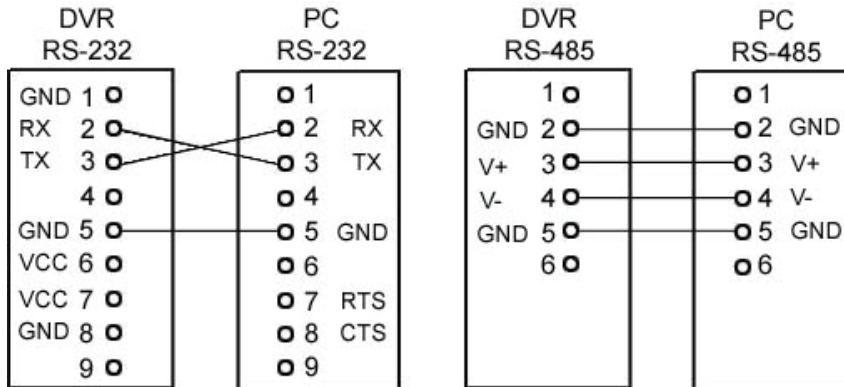 DVR PC DVR PC
RS-232 RS-232 RS-485 RS-485
GND 1 1 1 1
RX 2 2 RX GND 2 2 GND
TX 3 3 TX V+ 3 3 V+
4 4 V- 4 4 V-
GND 5 5 GND GND 5 5 GND
VCC 6 6 6 6
VCC 7 7 RTS
GND 8 8 CTS
9 9